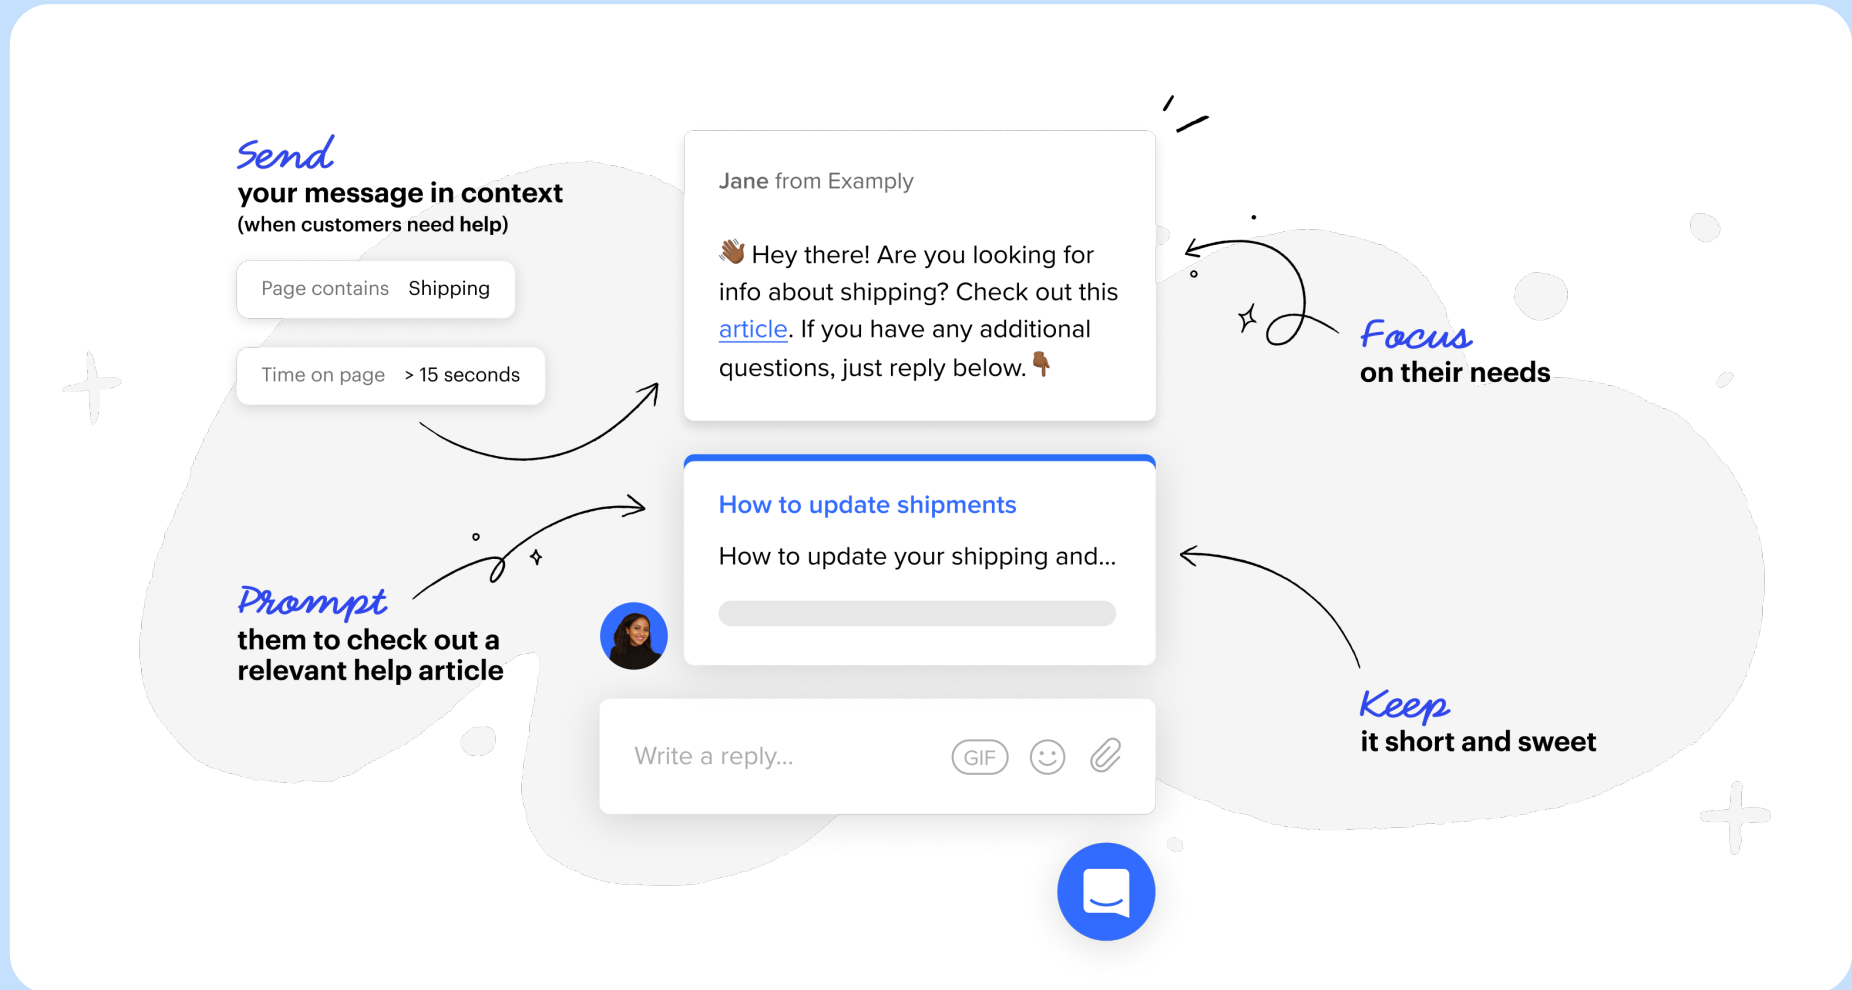 Send
your message in context
(when customers need help)
Page contains Shipping
Time on page > 15 seconds
Prompt
them to check out a
relevant help article
Jane from Examply
👋🏾 Hey there! Are you looking for
info about shipping? Check out this
article. If you have any additional
questions, just reply below.👇🏾
How to update shipments
How to update your shipping and...
Write a reply...
GIF
Focus
on their needs
Keep
it short and sweet